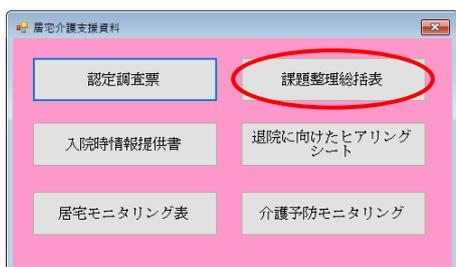 居宅介護支援資料
認定調査票
課題整理総括表
入院時情報提供書
退院に向けたヒアリング
シート
居宅モニタリング表
介護予防モニタリング